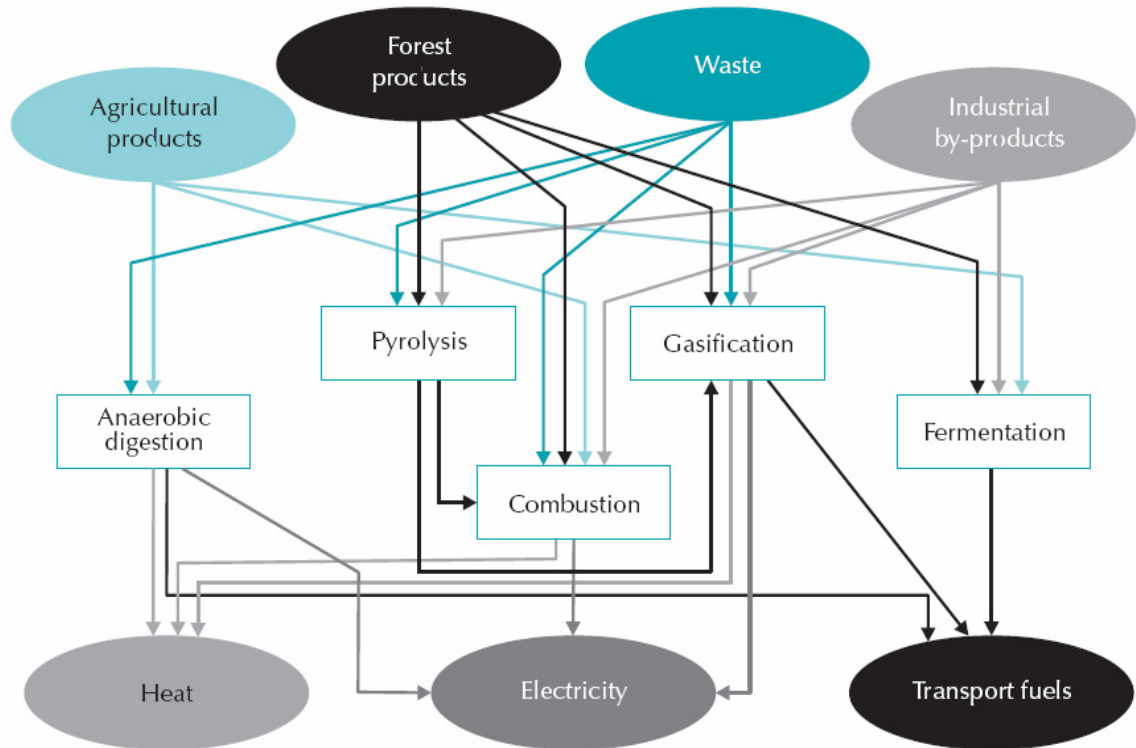 Forest
products
Waste
Agricultural
products
Industrial
by-products
Pyrolysis
Gasification
Anaerobic
digestion
Fermentation
Combustion
Heat
Electricity
Transport fuels